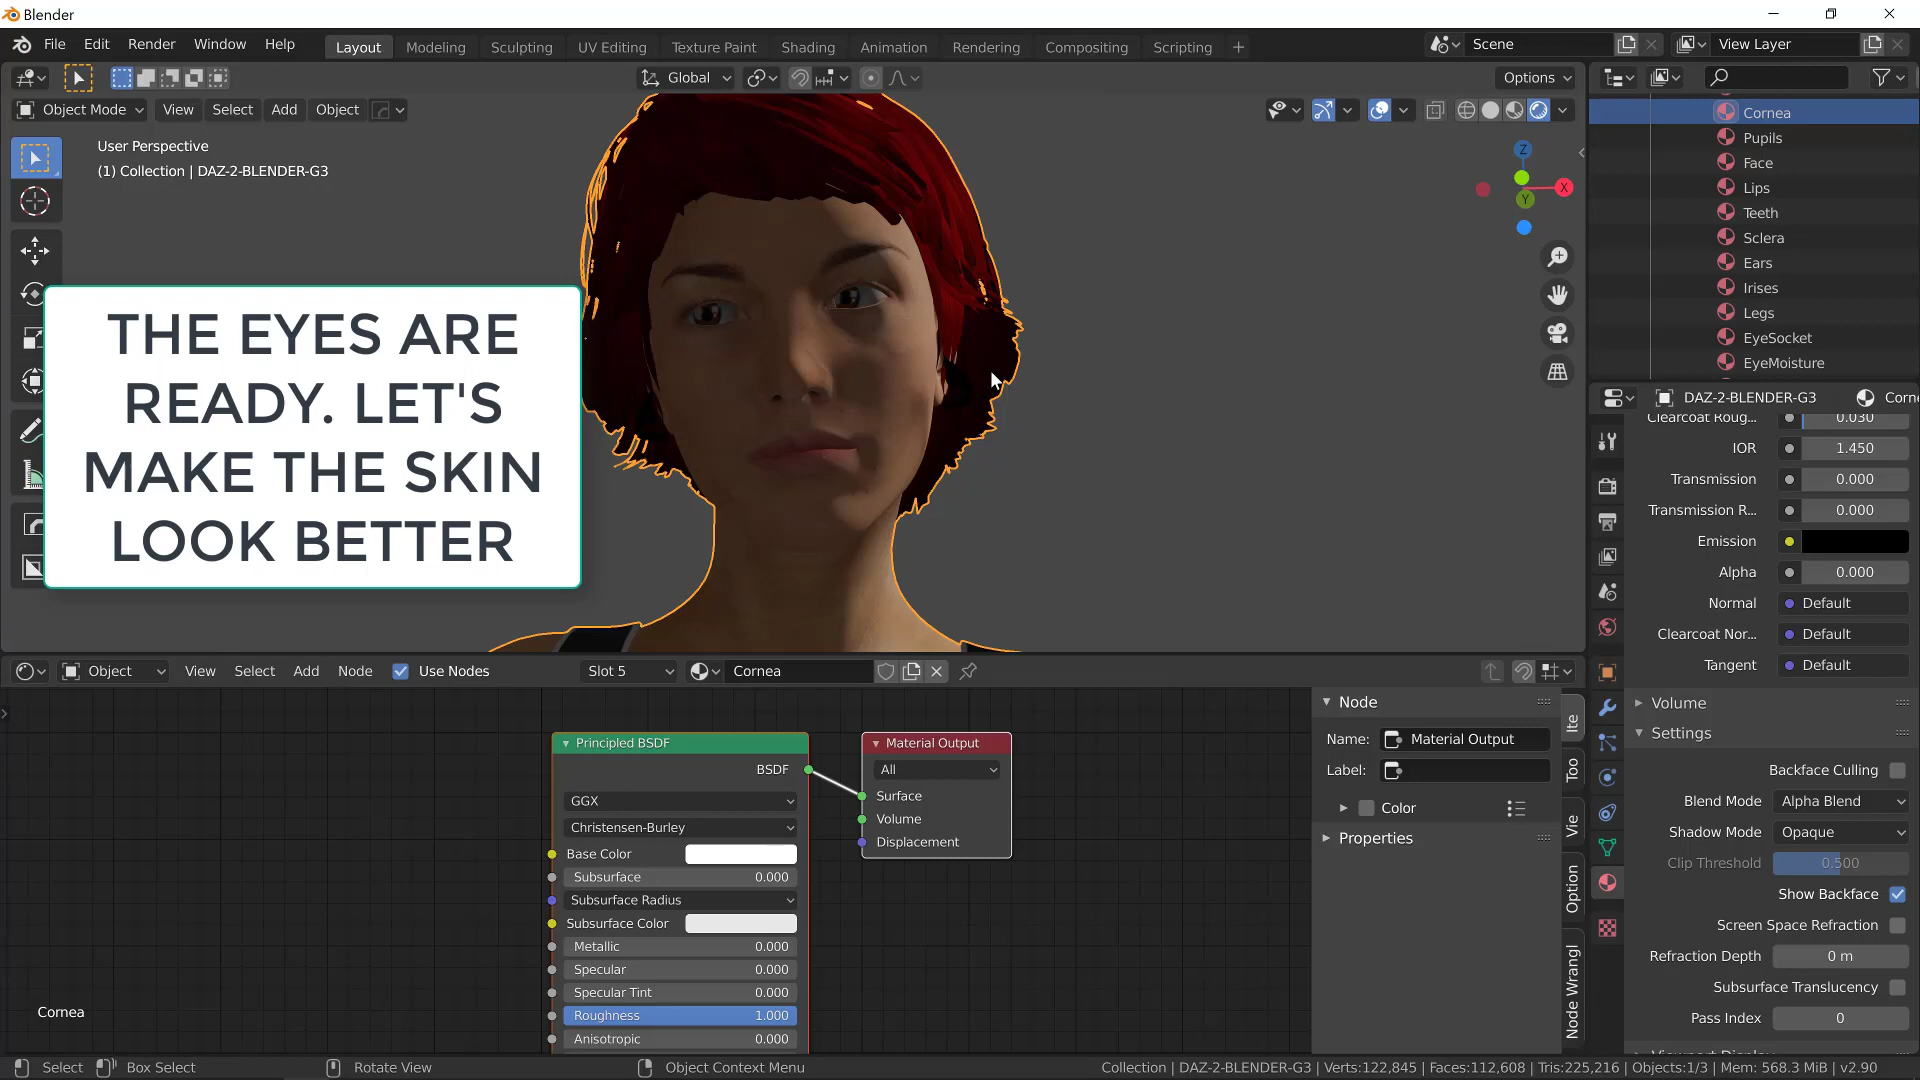 Blender
File Edit Render Window Help
Layout Modeling Sculpting UV Editing Texture Paint Shading Animation Rendering Compositing Scripting +
Scene
View Layer
Global
Options
Object Mode View Select Add Object
User Perspective
(1) Collection | DAZ-2-BLENDER-G3
Z
X
Y
THE EYES ARE
READY. LET'S
MAKE THE SKIN
LOOK BETTER
Cornea
Pupils
Face
Lips
Teeth
Sclera
Ears
Irises
Legs
EyeSocket
EyeMoisture
DAZ-2-BLENDER-G3 Corne
Clearcoat Roug... 0.030
IOR 1.450
Transmission 0.000
Transmission R... 0.000
Emission
Alpha 0.000
Normal Default
Clearcoat Nor... Default
Tangent Default
Volume
Settings
Backface Culling
Blend Mode Alpha Blend
Shadow Mode Opaque
Clip Threshold 0.500
Show Backface
Screen Space Refraction
Refraction Depth 0 m
Subsurface Translucency
Pass Index 0
Viewport Display
Object View Select Add Node Use Nodes Slot 5 Cornea
Principled BSDF
BSDF
GGX
Christensen-Burley
Base Color
Subsurface 0.000
Subsurface Radius
Subsurface Color
Metallic 0.000
Specular 0.000
Specular Tint 0.000
Roughness 1.000
Anisotropic 0.000
Material Output
All
Surface
Volume
Displacement
Node
Name: Material Output
Label:
Color
Properties
Ite
Too
Vie
Option
Node Wrangl
Cornea
Select Box Select Rotate View Object Context Menu
Collection | DAZ-2-BLENDER-G3 | Verts:122,845 | Faces:112,608 | Tris:225,216 | Objects:1/3 | Mem: 568.3 MiB | v2.90